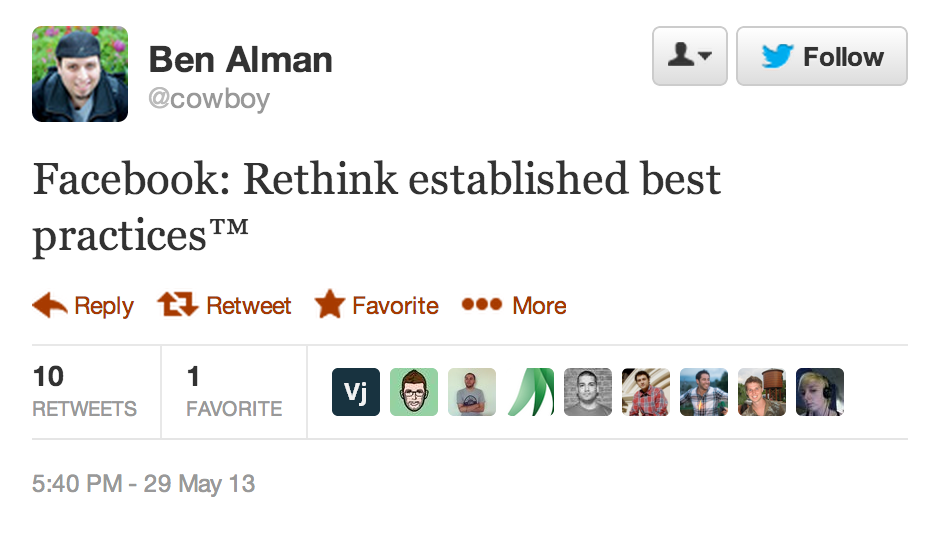 Ben Alman
@cowboy
Follow
Facebook: Rethink established best
practices™
Reply Retweet Favorite More
10 1
RETWEETS FAVORITE
Vj
5:40 PM - 29 May 13